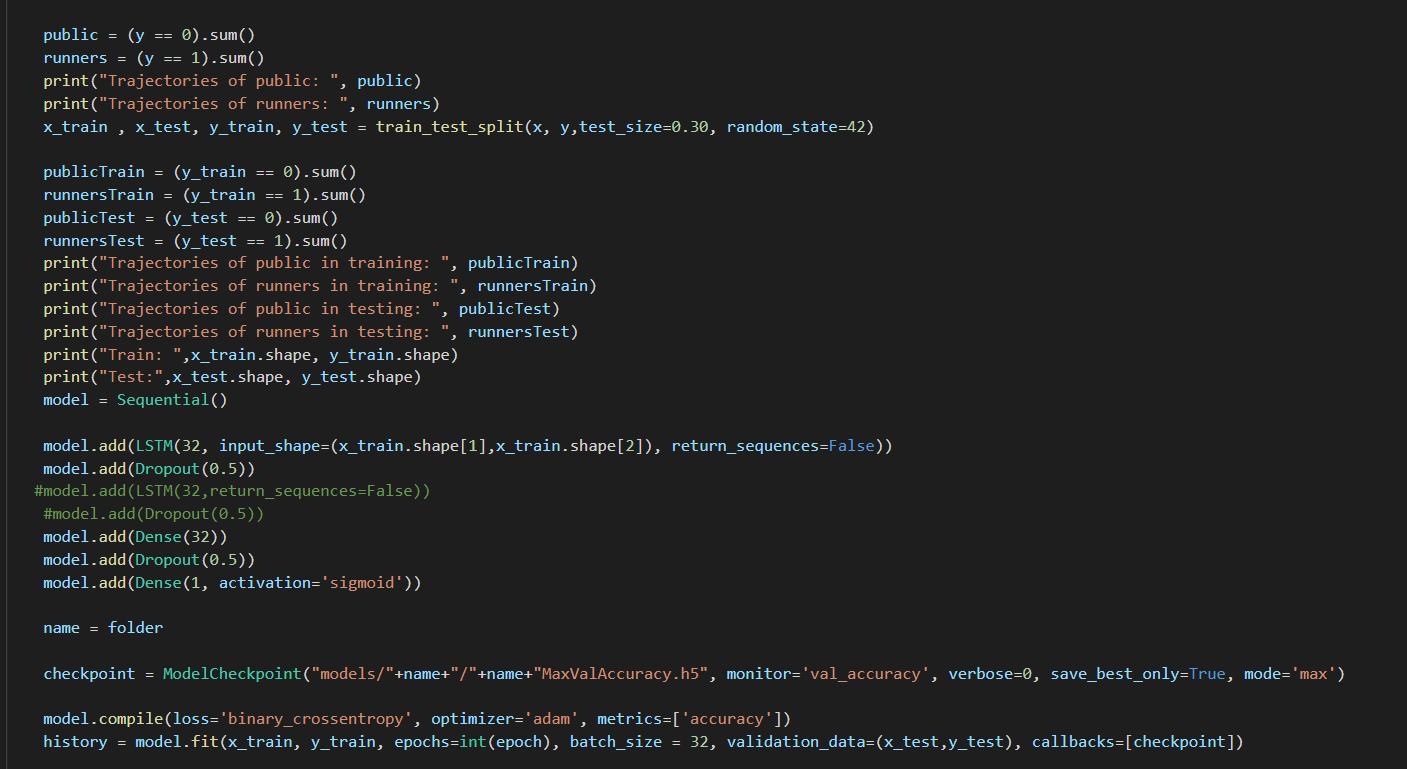 public = (y == 0).sum()
runners = (y == 1).sum()
print("Trajectories of public: ", public)
print("Trajectories of runners: ", runners)
x_train , x_test, y_train, y_test = train_test_split(x, y,test_size=0.30, random_state=42)
publicTrain = (y_train == 0).sum()
runnersTrain = (y_train == 1).sum()
publicTest = (y_test == 0).sum()
runnersTest = (y_test == 1).sum()
print("Trajectories of public in training: ", publicTrain)
print("Trajectories of runners in training: ", runnersTrain)
print("Trajectories of public in testing: ", publicTest)
print("Trajectories of runners in testing: ", runnersTest)
print("Train: ",x_train.shape, y_train.shape)
print("Test:",x_test.shape, y_test.shape)
model = Sequential()
model.add(LSTM(32, input_shape=(x_train.shape[1],x_train.shape[2]), return_sequences=False))
model.add(Dropout(0.5))
#model.add(LSTM(32,return_sequences=False))
#model.add(Dropout(0.5))
model.add(Dense(32))
model.add(Dropout(0.5))
model.add(Dense(1, activation='sigmoid'))
name = folder
checkpoint = ModelCheckpoint("models/"+name+"/"+name+"MaxValAccuracy.h5", monitor='val_accuracy', verbose=0, save_best_only=True, mode='max')
model.compile(loss='binary_crossentropy', optimizer='adam', metrics=['accuracy'])
history = model.fit(x_train, y_train, epochs=int(epoch), batch_size = 32, validation_data=(x_test,y_test), callbacks=[checkpoint])